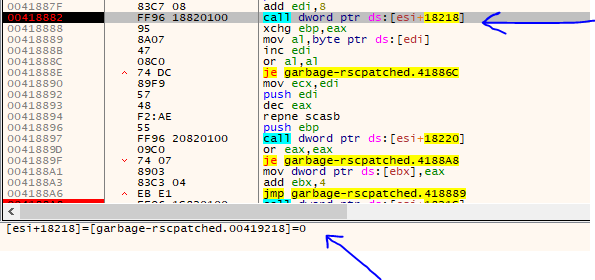 0041887F 83C7 08 add edi,8
00418882 FF96 18820100 call dword ptr ds:[esi+18218]
00418888 95 xchg ebp,eax
00418889 8A07 mov al,byte ptr ds:[edi]
0041888B 47 inc edi
0041888C 08C0 or al,al
0041888E 74 DC je garbage-rscpatched.41886C
00418890 89F9 mov ecx,edi
00418892 57 push edi
00418893 48 dec eax
00418894 F2:AE repne scasb
00418896 55 push ebp
00418897 FF96 20820100 call dword ptr ds:[esi+18220]
0041889D 09C0 or eax,eax
0041889F 74 07 je garbage-rscpatched.4188A8
004188A1 8903 mov dword ptr ds:[ebx],eax
004188A3 83C3 04 add ebx,4
004188A6 EB E1 jmp garbage-rscpatched.418889
[esi+18218]=[garbage-rscpatched.00419218]=0